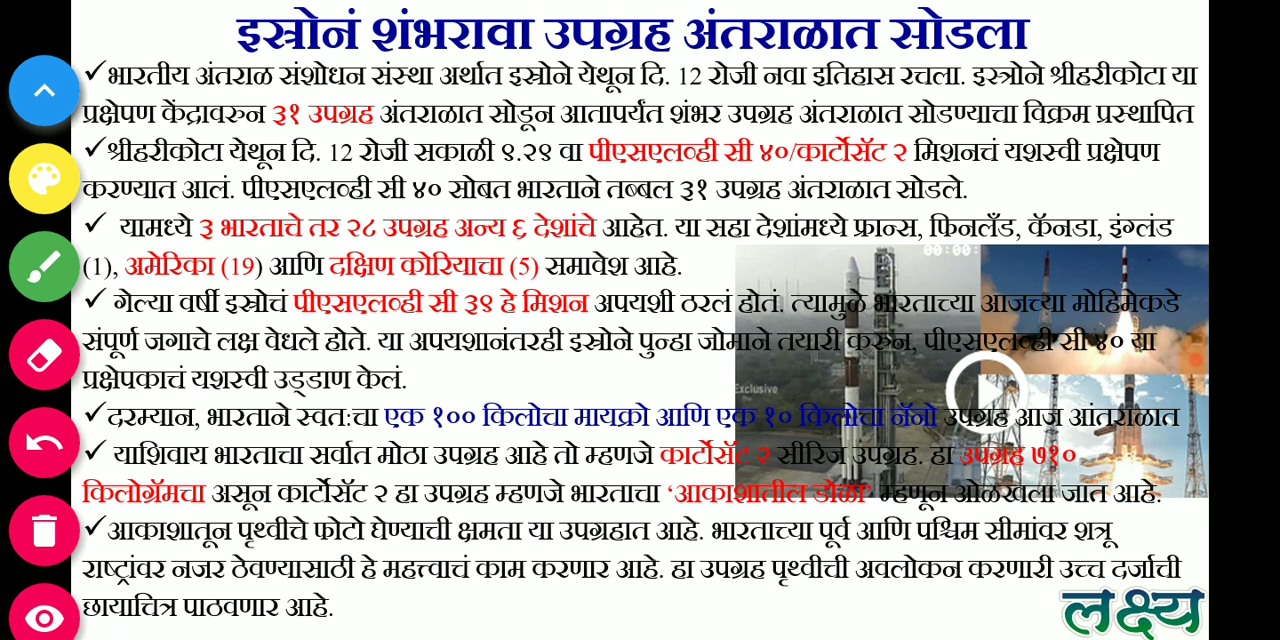 इस्रोनं शंभरावा उपग्रह अंतराळात सोडला
✓भारतीय अंतराळ संशोधन संस्था अर्थात इस्रोने येथून दि. 12 रोजी नवा इतिहास रचला. इस्त्रोने श्रीहरीकोटा या
प्रक्षेपण केंद्रावरुन ३१ उपग्रह अंतराळात सोडून आतापर्यंत शंभर उपग्रह अंतराळात सोडण्याचा विक्रम प्रस्थापित
✓श्रीहरीकोटा येथून दि. 12 रोजी सकाळी ९.२९ वा पीएसएलव्ही सी ४०/कार्टोसॅट २ मिशनचं यशस्वी प्रक्षेपण
करण्यात आलं. पीएसएलव्ही सी ४० सोबत भारताने तब्बल ३१ उपग्रह अंतराळात सोडले.
✓ यामध्ये ३ भारताचे तर २८ उपग्रह अन्य ६ देशांचे आहेत. या सहा देशांमध्ये फ्रान्स, फिनलँड, कॅनडा, इंग्लंड
(1), अमेरिका (19) आणि दक्षिण कोरियाचा (5) समावेश आहे.
00:00:
✓ गेल्या वर्षी इस्रोचं पीएसएलव्ही सी ३९ हे मिशन अपयशी ठरलं होतं. त्यामुळे भारताच्या आजच्या मोहिमेकडे
संपूर्ण जगाचे लक्ष वेधले होते. या अपयशानंतरही इस्रोने पुन्हा जोमाने तयारी करुन, पीएसएलव्ही सी ४० या
प्रक्षेपकाचं यशस्वी उड्डाण केलं.
Exclusive
✓दरम्यान, भारताने स्वतःचा एक १०० किलोचा मायक्रो आणि एक १० किलोचा नॅनो उपग्रह आज आंतराळात
✓ याशिवाय भारताचा सर्वात मोठा उपग्रह आहे तो म्हणजे कार्टोसॅट २ सीरिज उपग्रह. हा उपग्रह ७१०
किलोग्रॅमचा असून कार्टोसॅट २ हा उपग्रह म्हणजे भारताचा ‘आकाशातील डोळा’ म्हणून ओळखला जात आहे.
✓आकाशातून पृथ्वीचे फोटो घेण्याची क्षमता या उपग्रहात आहे. भारताच्या पूर्व आणि पश्चिम सीमांवर शत्रू
राष्ट्रांवर नजर ठेवण्यासाठी हे महत्त्वाचं काम करणार आहे. हा उपग्रह पृथ्वीची अवलोकन करणारी उच्च दर्जाची
छायाचित्र पाठवणार आहे.
लक्ष्य